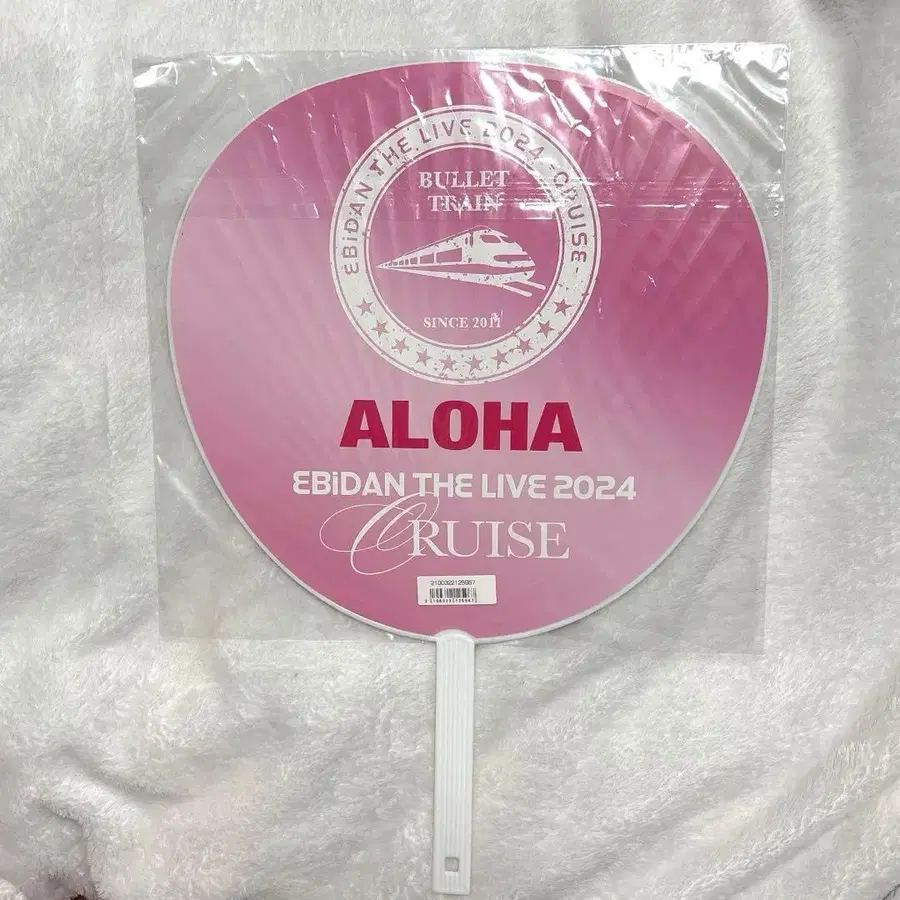 EBiDAN THE LIVE 2024 -CRUISE-
BULLET
TRAIN
SINCE 2011
ALOHA
EBiDAN THE LIVE 2024
CRUISE